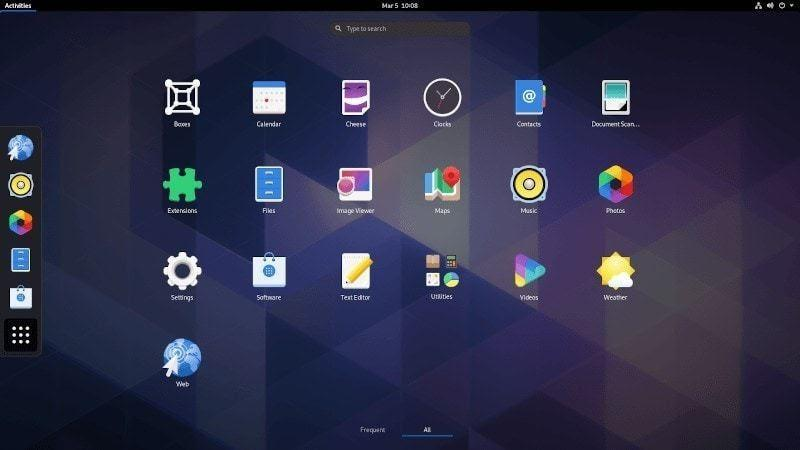 Activities
Mar 5 10:08
Type to search
Boxes
Calendar
Cheese
Clocks
Contacts
Document Scan...
Extensions
Files
Image Viewer
Maps
Music
Photos
Settings
Software
Text Editor
Utilities
Videos
Weather
Web
Frequent
All